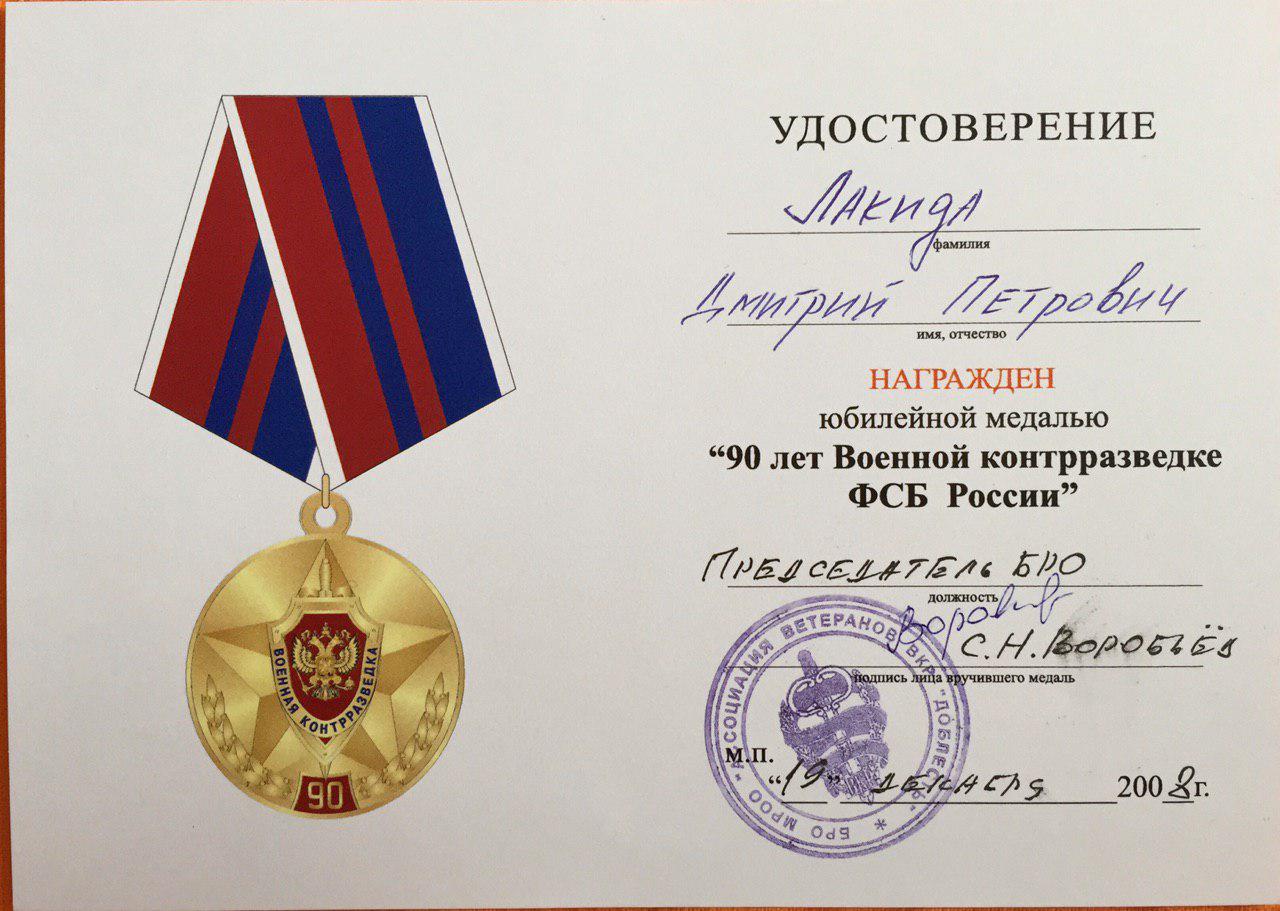 ВОЕННАЯ КОНТРРАЗВЕДКА
90
УДОСТОВЕРЕНИЕ
Лакида
фамилия
Дмитрий Петрович
имя, отчество
НАГРАЖДЕН
юбилейной медалью
“90 лет Военной контрразведке
ФСБ России”
Председатель БРО
должность
С.Н. Воробьёв
подпись лица вручившего медаль
БРО МРОО "АССОЦИАЦИЯ ВЕТЕРАНОВ ВКР "ДОБЛЕСТЬ" *
М.П.
“19” декабря 2008г.